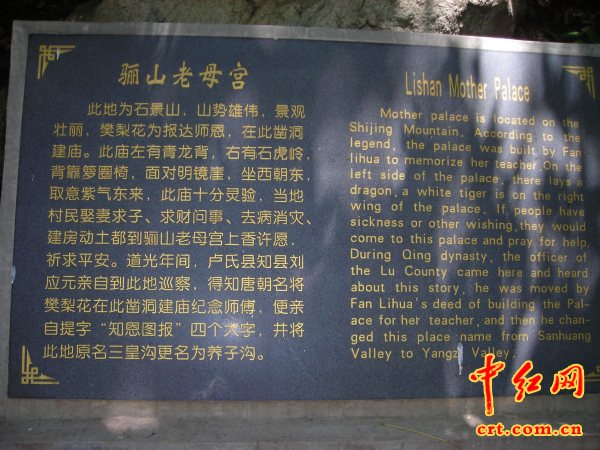 骊山老母宫
此地为石景山，山势雄伟，景观
壮丽，樊梨花为报达师恩，在此凿洞
建庙。此庙左有青龙背，右有石虎岭，
背靠箩圈椅，面对明镜崖，坐西朝东，
取意紫气东来，此庙十分灵验，当地
村民娶妻求子、求财问事、去病消灾、
建房动土都到骊山老母宫上香许愿，
祈求平安。道光年间，卢氏县知县刘
应元亲自到此地巡察，得知唐朝名将
樊梨花在此凿洞建庙纪念师傅，便亲
自提字“知恩图报”四个大字，并将
此地原名三皇沟更名为养子沟。
Lishan Mother Palace
Mother palace is located on the
Shijing Mountain. According to the
legend, the palace was built by Fan
lihua to memorize her teacher. On the
left side of the palace, there lays a
dragon, a white tiger is on the right
wing of the palace. If, people have
sickness or other wishing, they would
come to this palace and pray for help.
During Qing dynasty, the officer of
the Lu County came here and heard
about this story, he was moved by
Fan Lihua's deed of building the Pal-
ace for her teacher, and then he chan-
ged this place name from Sanhuang
Valley to Yangzi Valley.
中红网
crt.com.cn